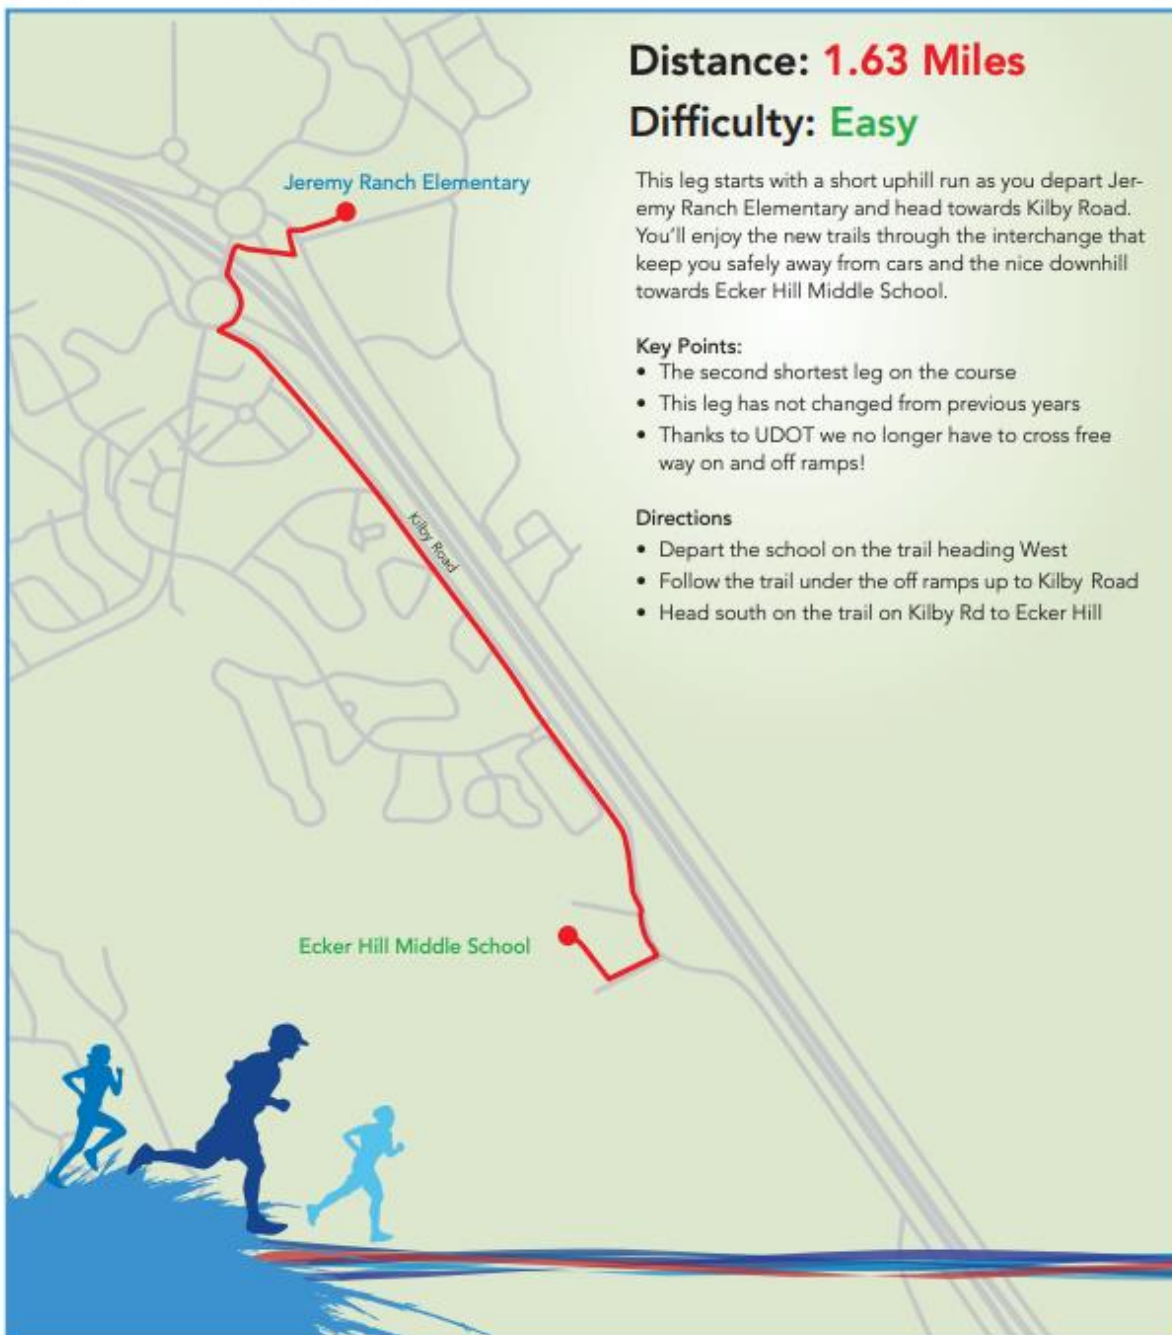 Distance: 1.63 Miles
Difficulty: Easy
Jeremy Ranch Elementary
This leg starts with a short uphill run as you depart Jer-
emy Ranch Elementary and head towards Kilby Road.
You'll enjoy the new trails through the interchange that
keep you safely away from cars and the nice downhill
towards Ecker Hill Middle School.
Key Points:
• The second shortest leg on the course
• This leg has not changed from previous years
• Thanks to UDOT we no longer have to cross free
way on and off ramps!
Directions
• Depart the school on the trail heading West
• Follow the trail under the off ramps up to Kilby Road
• Head south on the trail on Kilby Rd to Ecker Hill
Kilby Road
Ecker Hill Middle School